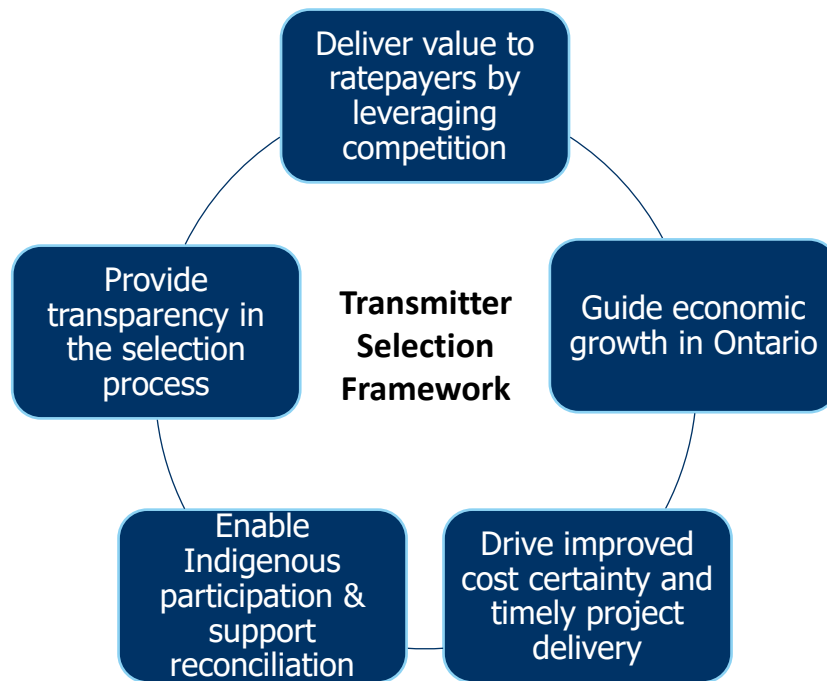 Deliver value to
ratepayers by
leveraging
competition
Guide economic
growth in Ontario
Drive improved
cost certainty and
timely project
delivery
Enable
Indigenous
participation &
support
reconciliation
Provide
transparency in
the selection
process
Transmitter
Selection
Framework